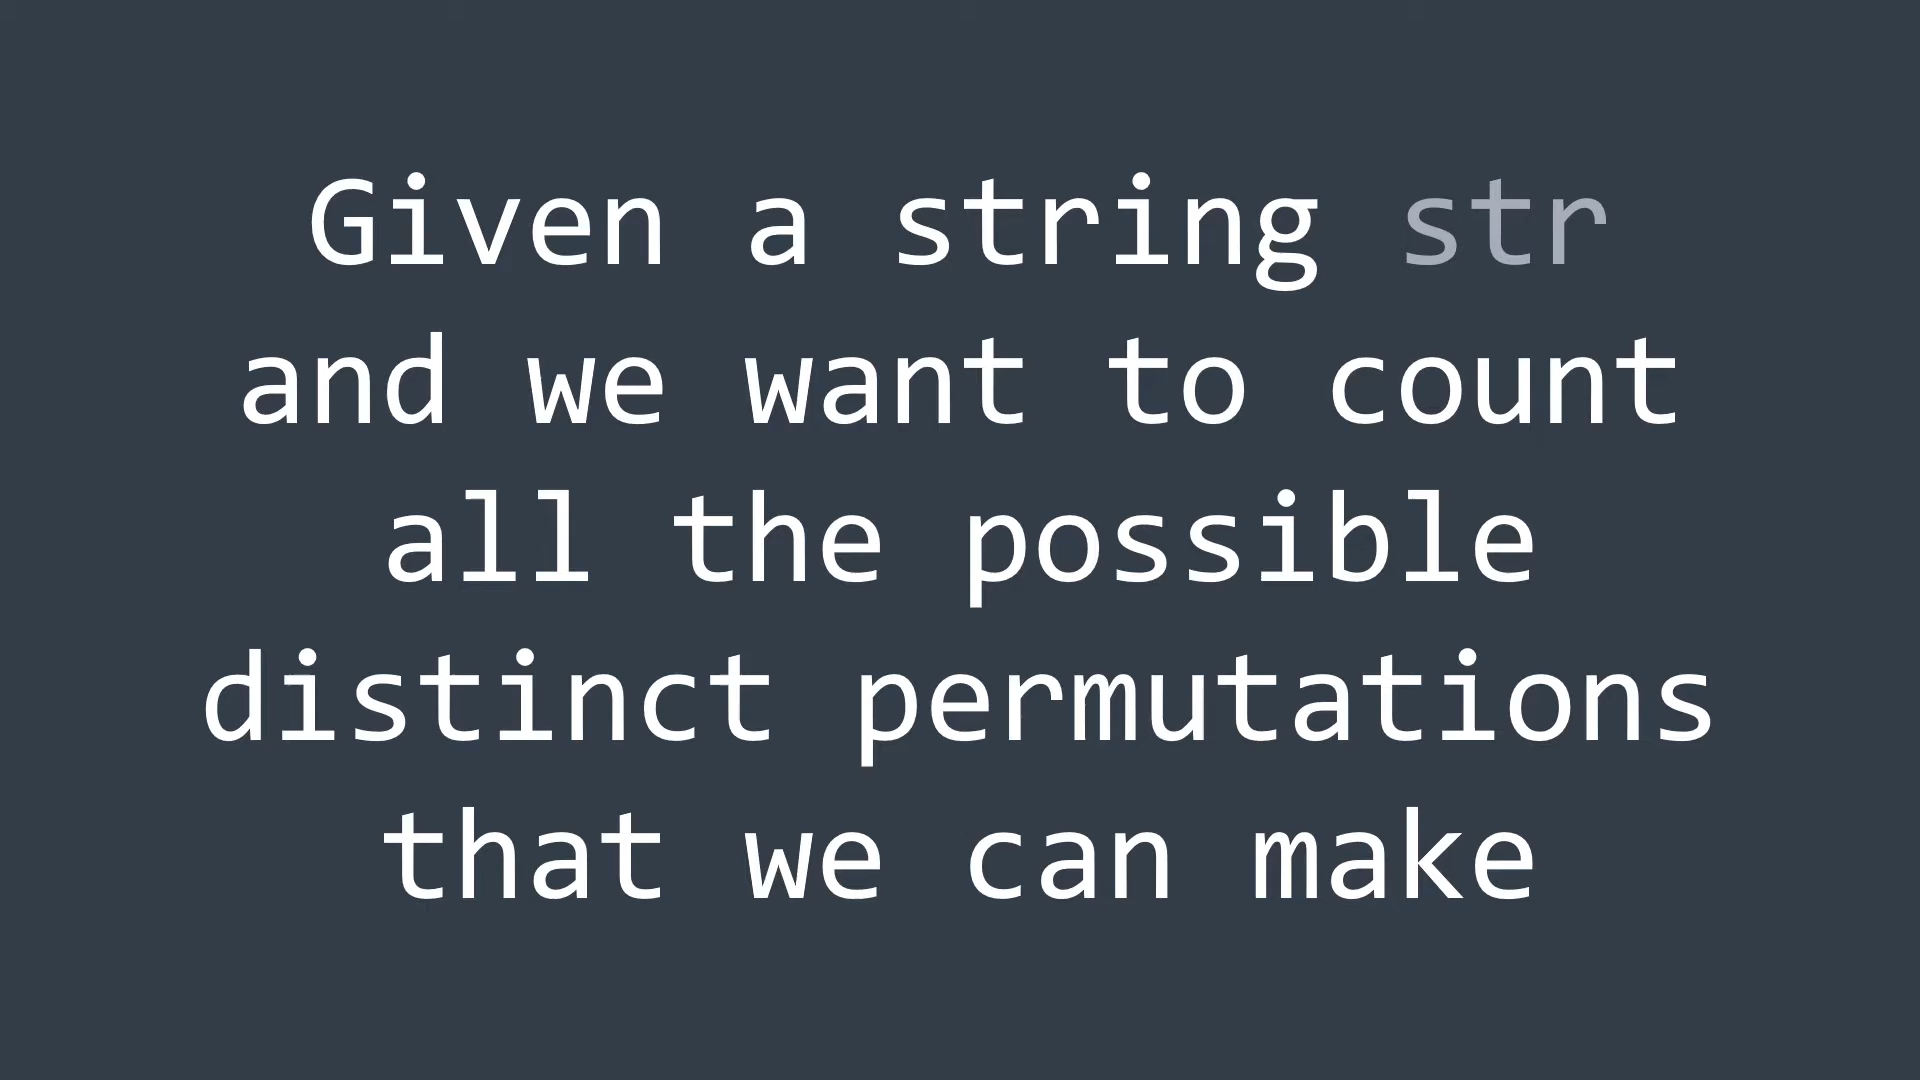 Given a string str
and we want to count
all the possible
distinct permutations
that we can make